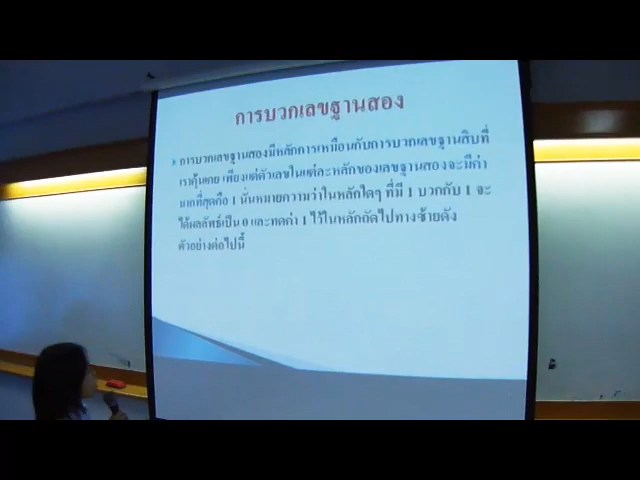 การบวกเลขฐานสอง
การบวกเลขฐานสองมีหลักการเหมือนกับการบวกเลขฐานสิบที่
เราคุ้นเคย เพียงแต่ตัวเลขในแต่ละหลักของเลขฐานสองจะมีค่า
มากที่สุดคือ 1 นั่นหมายความว่าในหลักใดๆ ที่มี 1 บวกกับ 1 จะ
ได้ผลลัพธ์เป็น 0 และทดค่า 1 ไว้ในหลักถัดไปทางซ้ายดัง
ตัวอย่างต่อไปนี้